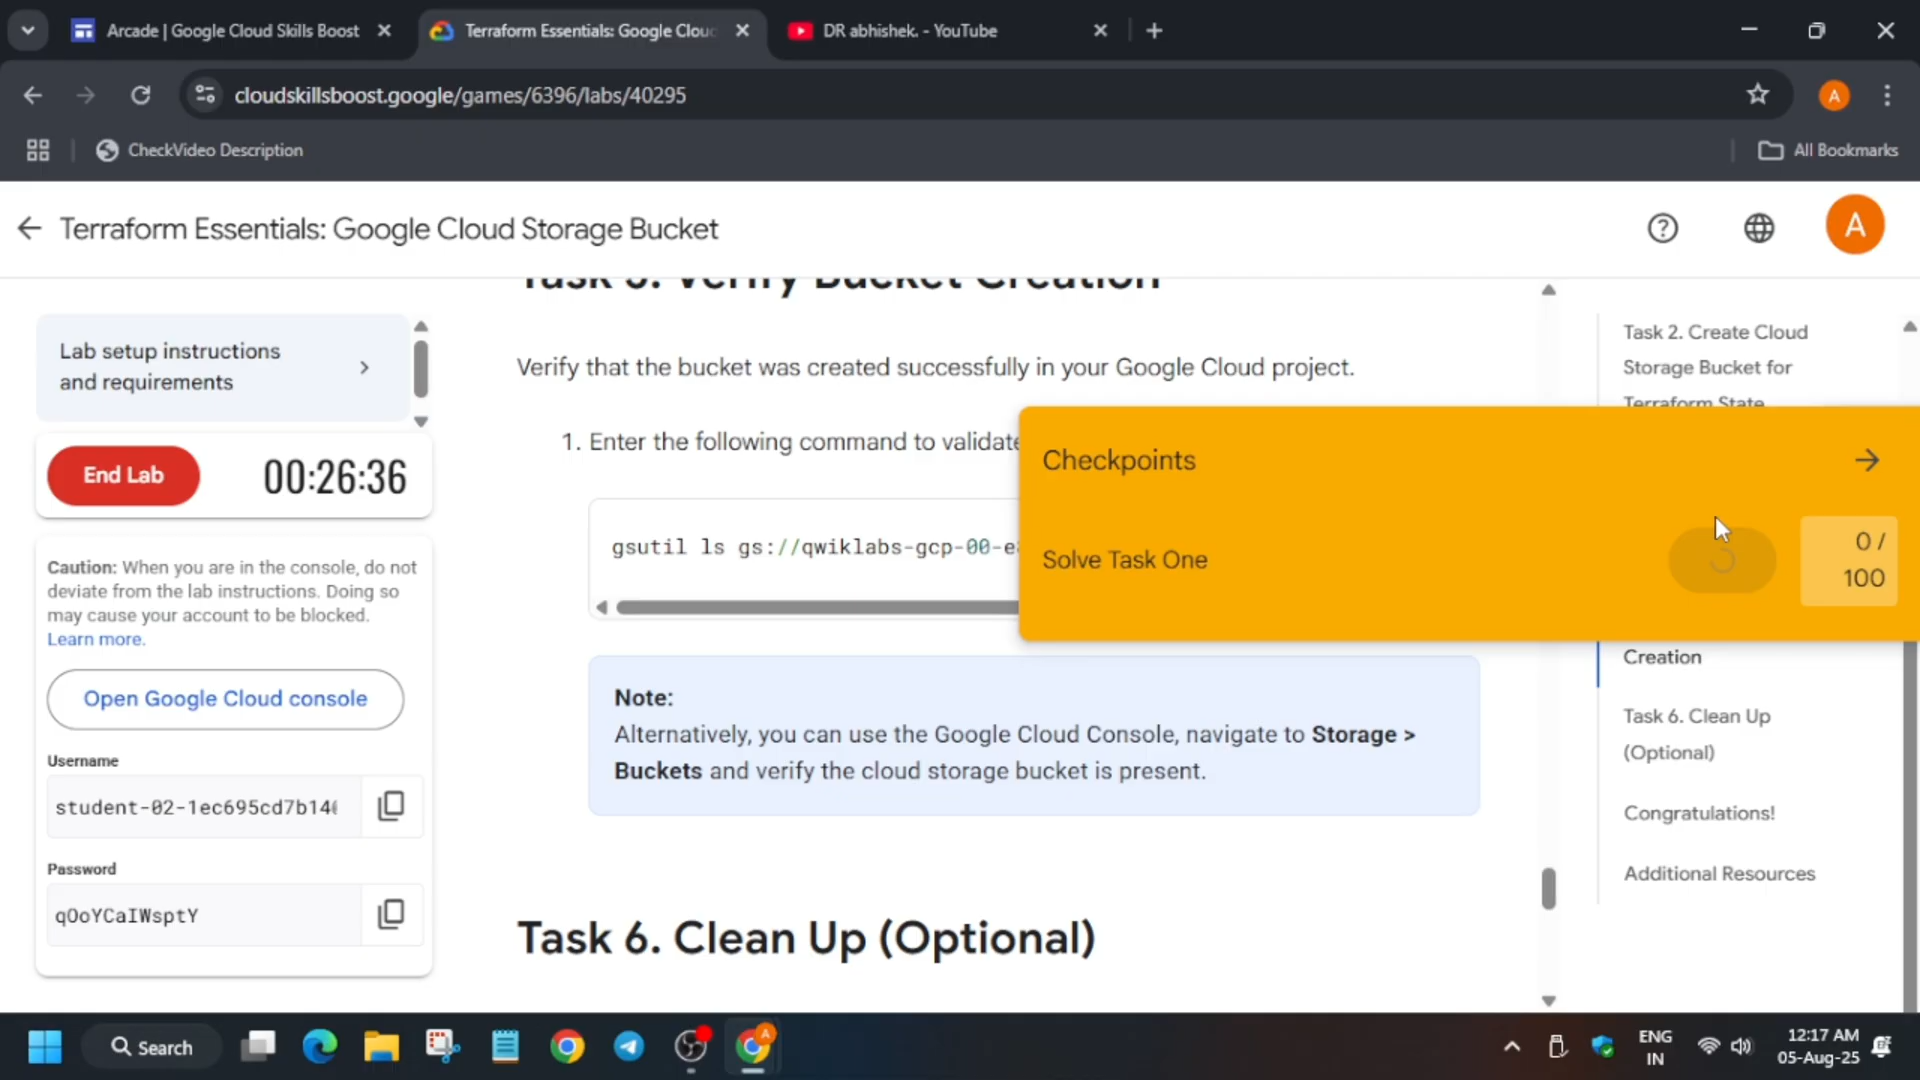 Arcade | Google Cloud Skills Boost
Terraform Essentials: Google Clou
DR abhishek. - YouTube
cloudskillsboost.google/games/6396/labs/40295
A
CheckVideo Description
All Bookmarks
Terraform Essentials: Google Cloud Storage Bucket
A
Lab setup instructions
and requirements
End Lab
00:26:36
Caution: When you are in the console, do not
deviate from the lab instructions. Doing so
may cause your account to be blocked.
Learn more.
Open Google Cloud console
Username
student-02-1ec695cd7b14
Password
qOoYCaIWsptY
Task 5. Verify Bucket Creation
Verify that the bucket was created successfully in your Google Cloud project.
1. Enter the following command to validate
gsutil ls gs://qwiklabs-gcp-00-e
Note:
Alternatively, you can use the Google Cloud Console, navigate to Storage >
Buckets and verify the cloud storage bucket is present.
Task 6. Clean Up (Optional)
Checkpoints
Solve Task One
0 /
100
Task 2. Create Cloud
Storage Bucket for
Terraform State
Creation
Task 6. Clean Up
(Optional)
Congratulations!
Additional Resources
Search
A
ENG
IN
12:17 AM
05-Aug-25